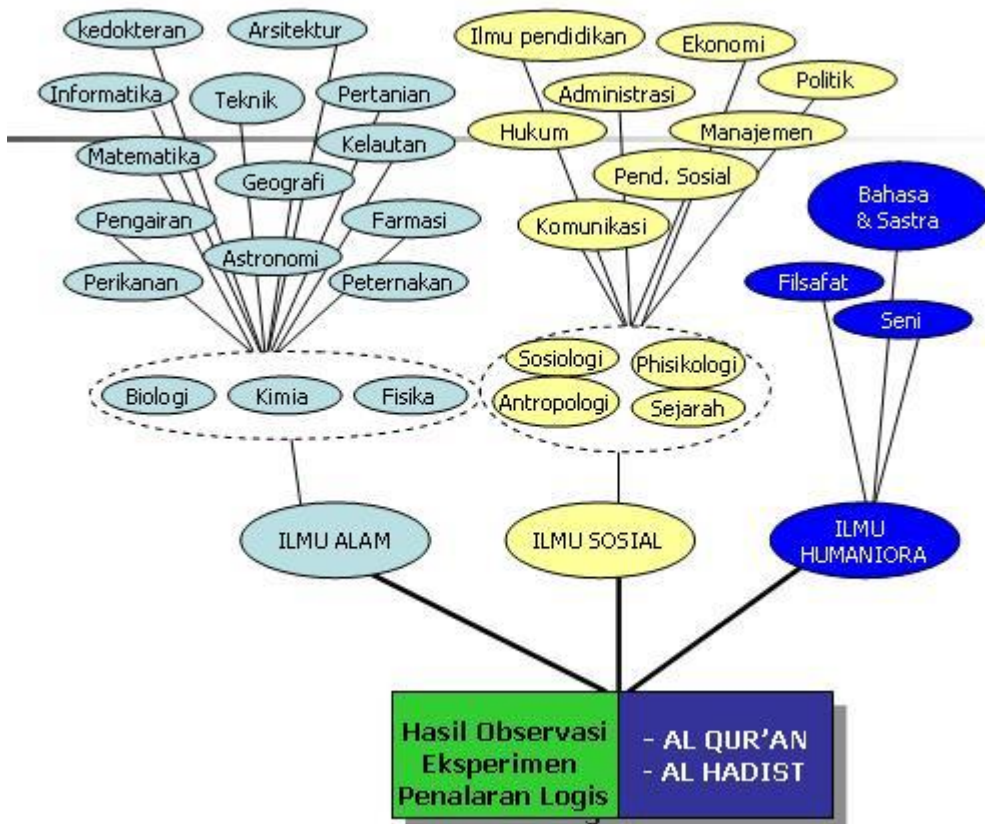 kedokteran
Arsitektur
Informatika
Teknik
Pertanian
Matematika
Kelautan
Geografi
Pengairan
Farmasi
Astronomi
Perikanan
Peternakan
Biologi
Kimia
Fisika
ILMU ALAM
Ilmu pendidikan
Ekonomi
Politik
Administrasi
Hukum
Manajemen
Pend. Sosial
Komunikasi
Sosiologi
Phisikologi
Antropologi
Sejarah
ILMU SOSIAL
Bahasa
& Sastra
Filsafat
Seni
ILMU
HUMANIORA
Hasil Observasi
Eksperimen
Penalaran Logis
- AL QUR'AN
- AL HADIST